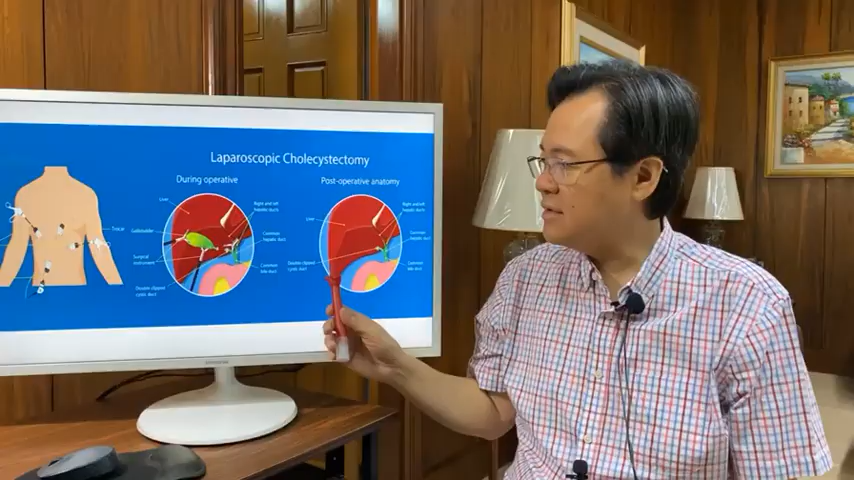 Laparoscopic Cholecystectomy
During operative
Post-operative anatomy
Liver
Right and left
hepatic ducts
Gallbladder
Surgical
instrument
Common
hepatic duct
Common
bile duct
Double clipped
cystic duct
Trocar
Liver
Right and left
hepatic ducts
Common
hepatic duct
Double clipped
cystic duct
Common
bile duct